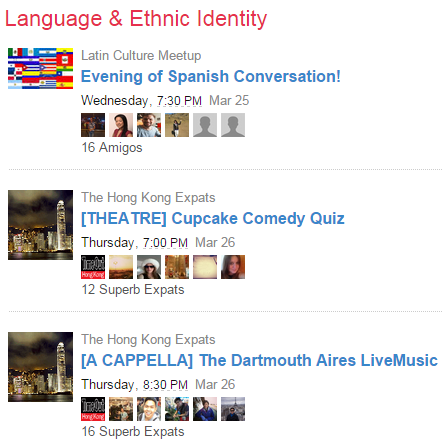 Language & Ethnic Identity
Latin Culture Meetup
Evening of Spanish Conversation!
Wednesday, 7:30 PM Mar 25
16 Amigos
The Hong Kong Expats
[THEATRE] Cupcake Comedy Quiz
Thursday, 7:00 PM Mar 26
12 Superb Expats
The Hong Kong Expats
[A CAPPELLA] The Dartmouth Aires LiveMusic
Thursday, 8:30 PM Mar 26
16 Superb Expats